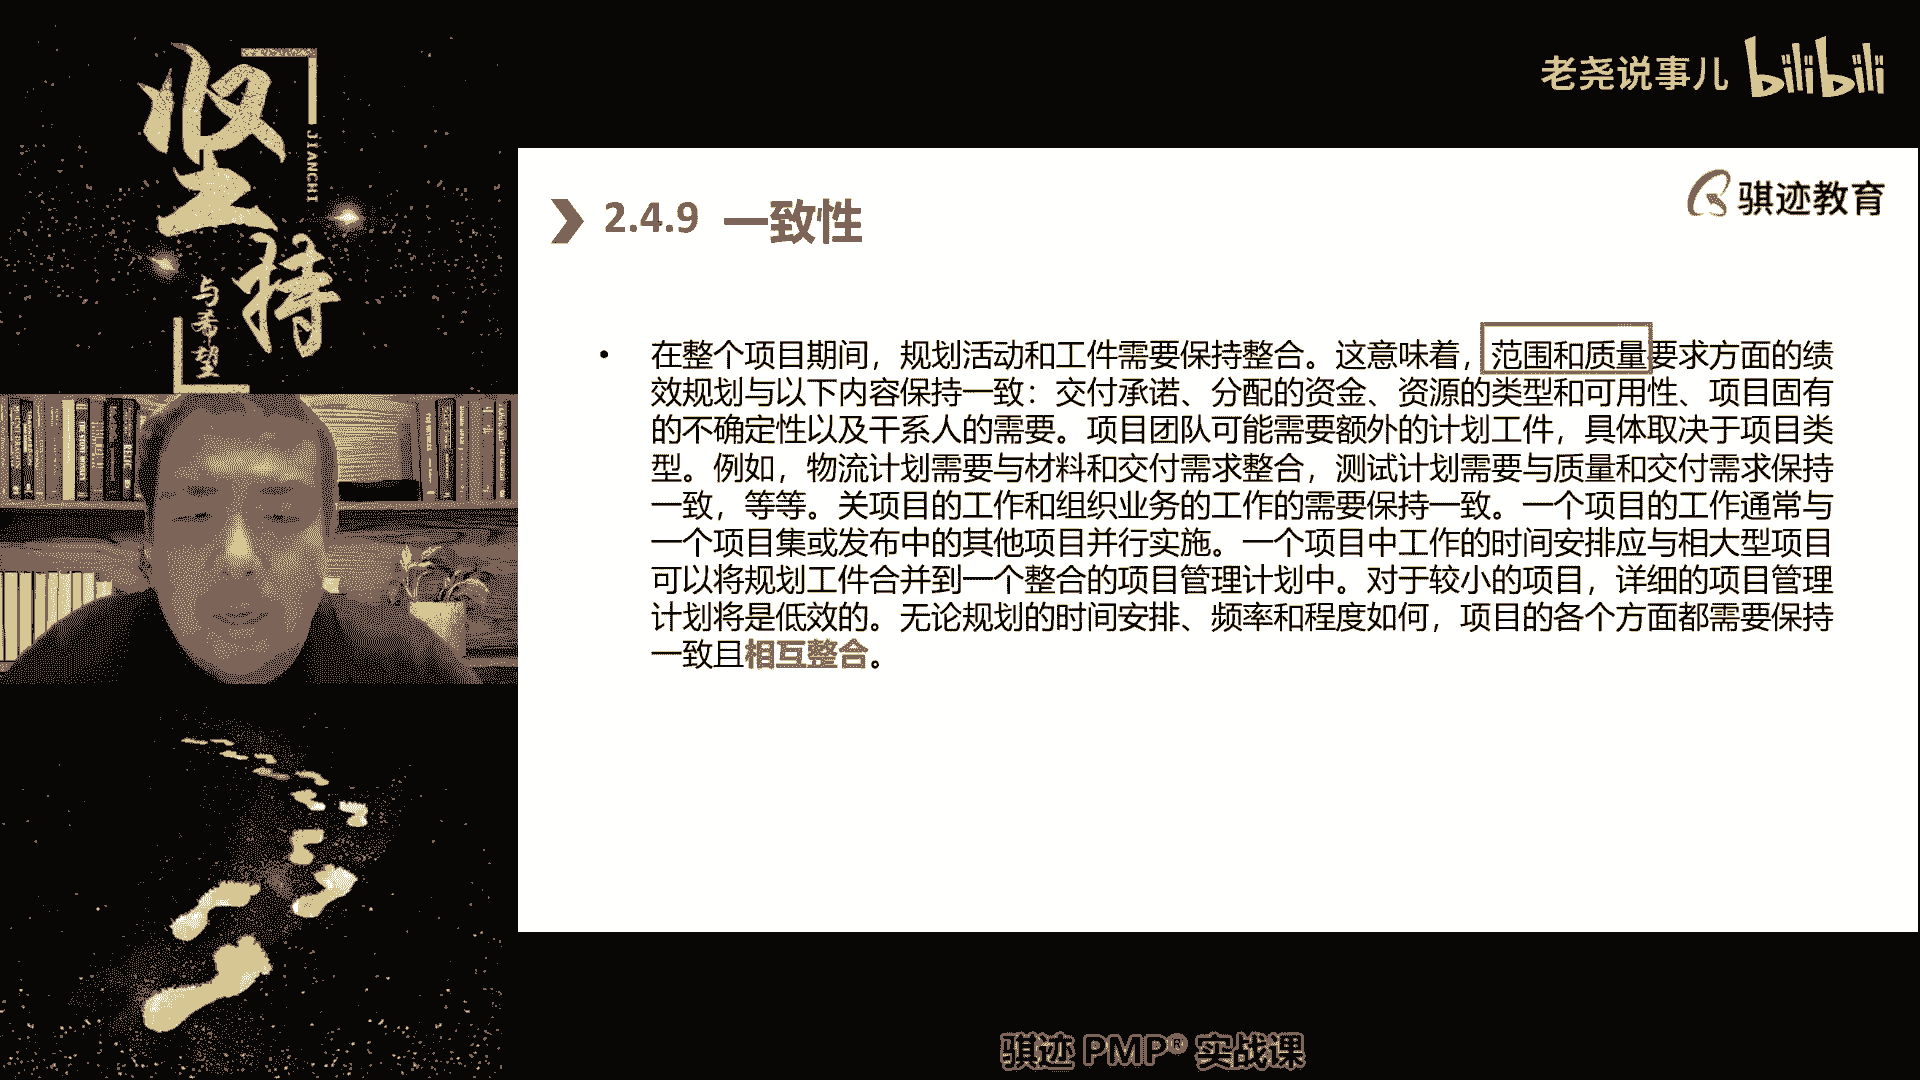 坚持
JIANCHI
与希望
老尧说事儿 bilibili
骐迹教育
2.4.9 一致性
• 在整个项目期间，规划活动和工件需要保持整合。这意味着，范围和质量要求方面的绩
效规划与以下内容保持一致：交付承诺、分配的资金、资源的类型和可用性、项目固有
的不确定性以及干系人的需要。项目团队可能需要额外的计划工件，具体取决于项目类
型。例如，物流计划需要与材料和交付需求整合，测试计划需要与质量和交付需求保持
一致，等等。关项目的工作和组织业务的工作的需要保持一致。一个项目的工作通常与
一个项目集或发布中的其他项目并行实施。一个项目中工作的时间安排应与相大型项目
可以将规划工件合并到一个整合的项目管理计划中。对于较小的项目，详细的项目管理
计划将是低效的。无论规划的时间安排、频率和程度如何，项目的各个方面都需要保持
一致且相互整合。
骐迹 PMP® 实战课